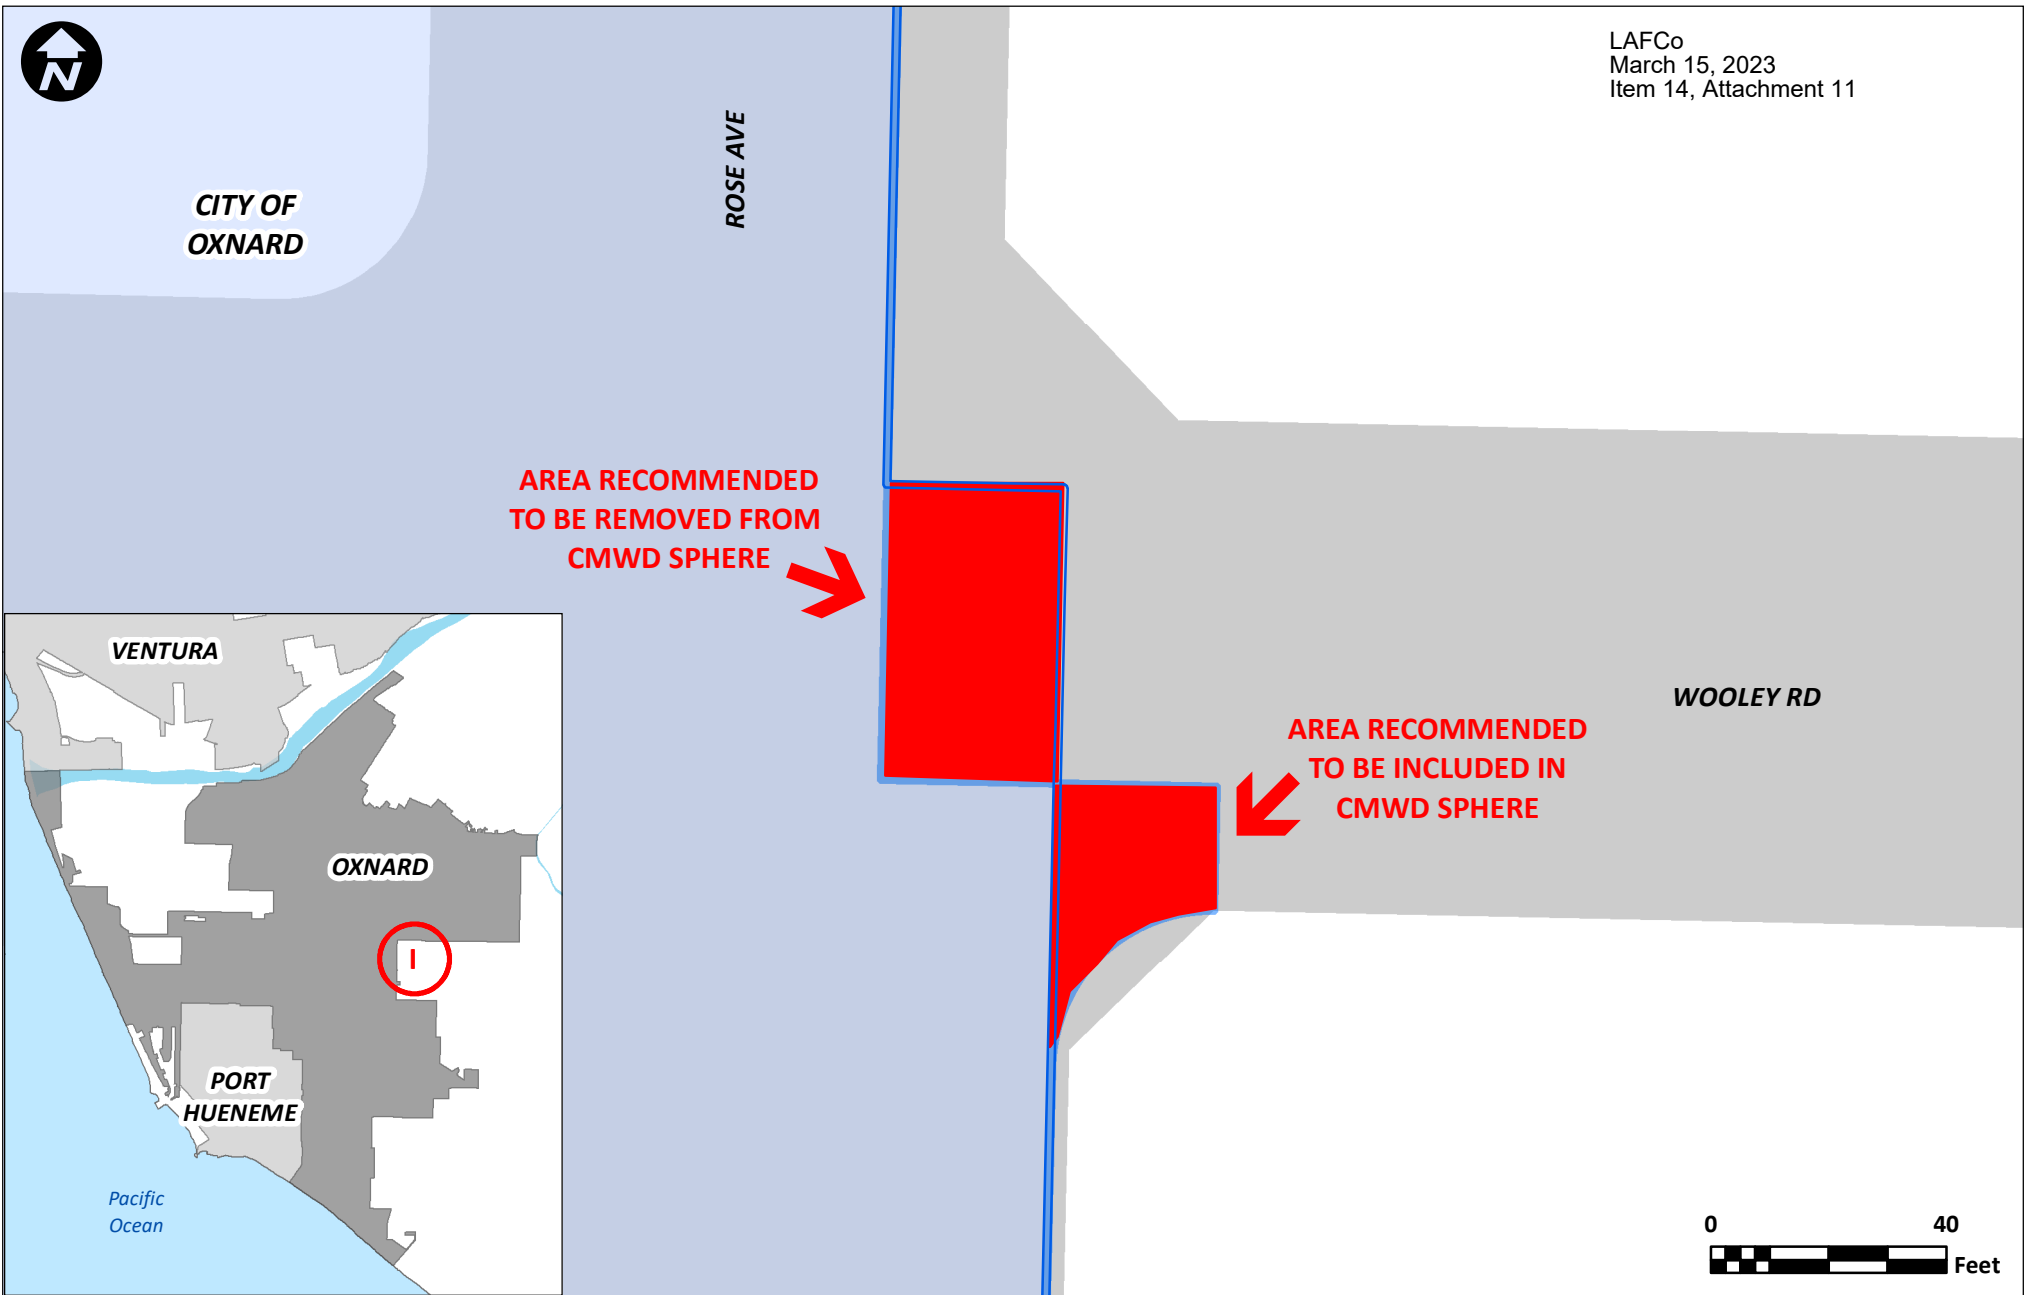 N
LAFCo
March 15, 2023
Item 14, Attachment 11
CITY OF
OXNARD
ROSE AVE
AREA RECOMMENDED
TO BE REMOVED FROM
CMWD SPHERE
WOOLEY RD
AREA RECOMMENDED
TO BE INCLUDED IN
CMWD SPHERE
VENTURA
OXNARD
I
PORT
HUENEME
Pacific
Ocean
0 40
Feet